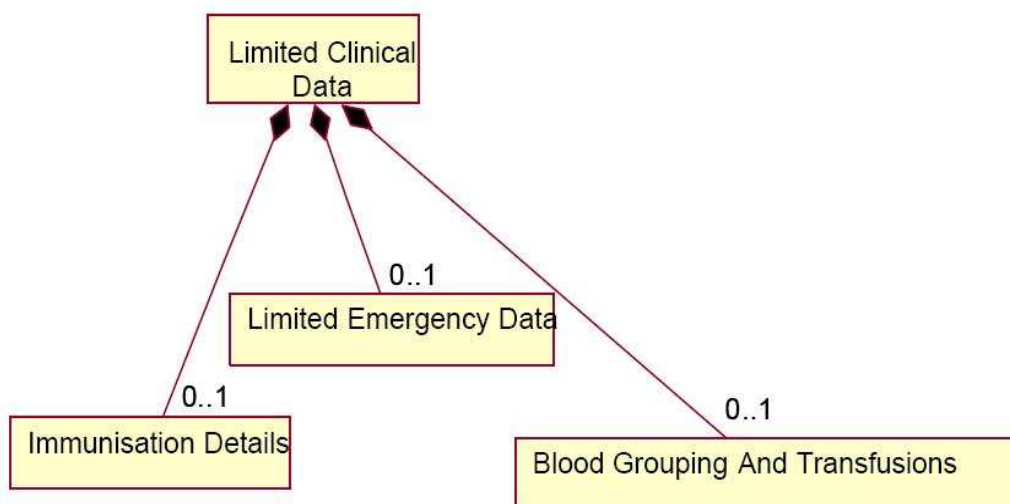 Limited Clinical
Data
0..1
Limited Emergency Data
0..1
Immunisation Details
0..1
Blood Grouping And Transfusions